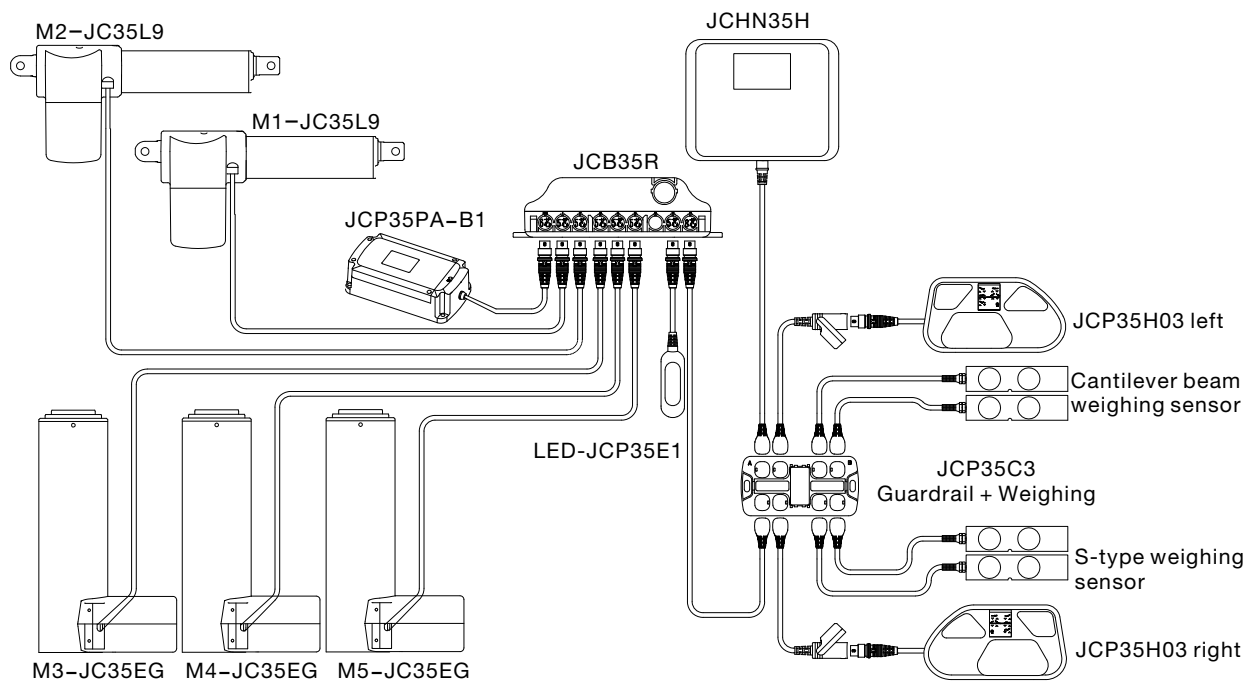 M2-JC35L9
JCHN35H
M1-JC35L9
JCB35R
JCP35PA-B1
JCP35H03 left
Cantilever beam
weighing sensor
LED-JCP35E1
A
B
JCP35C3
Guardrail + Weighing
S-type weighing
sensor
M3-JC35EG
M4-JC35EG
M5-JC35EG
JCP35H03 right